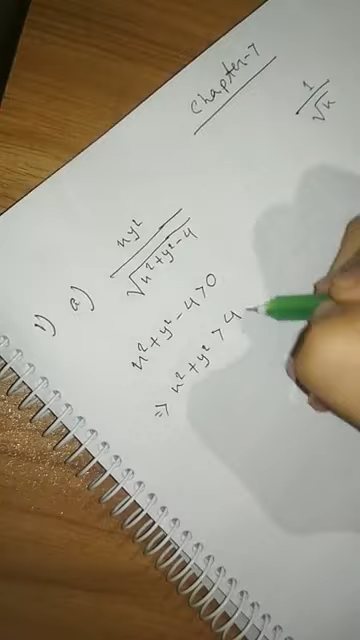 Chapter-7
1/√x
1) a) xy²/√x²+y²-4
x²+y²-4>0
=> x²+y²>4